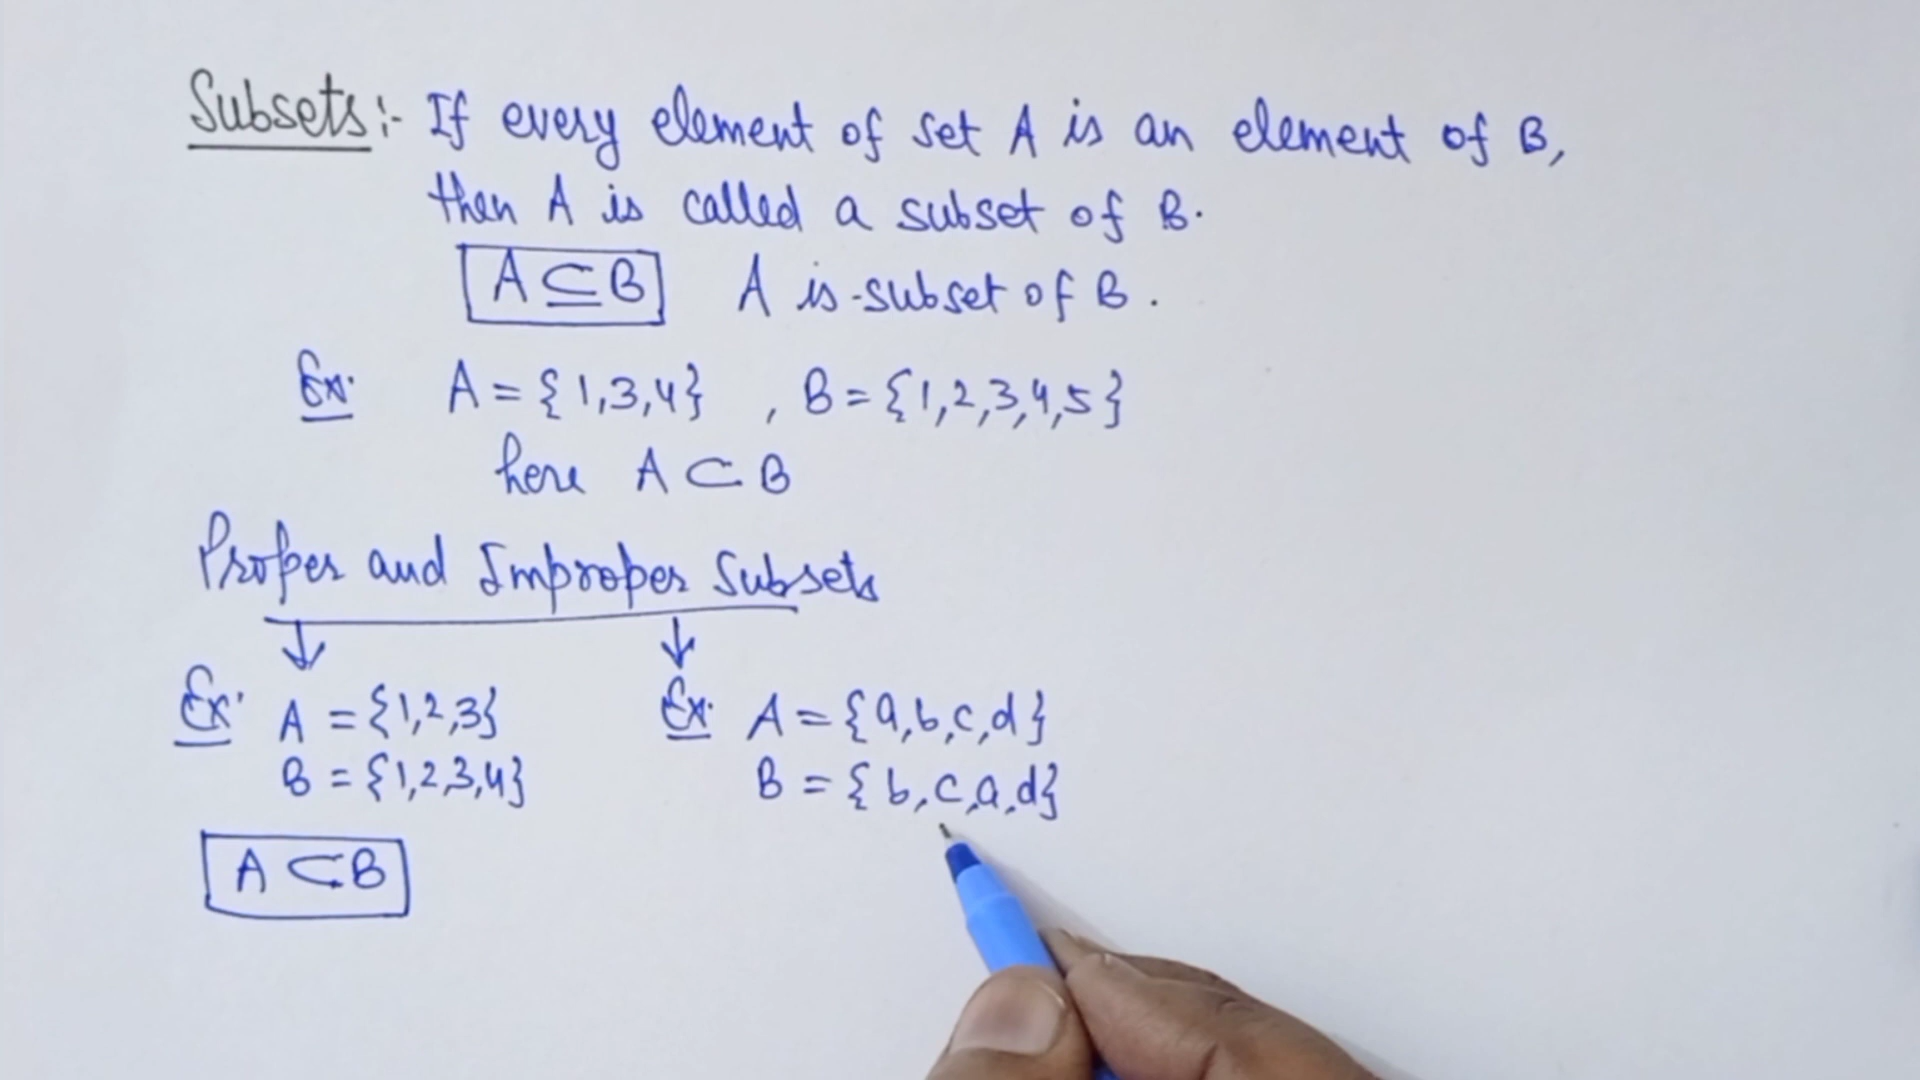 Subsets:- If every element of set A is an element of B,
then A is called a subset of B.
A ⊆ B    A is subset of B.
Ex.    A = {1,3,4}  , B = {1,2,3,4,5}
here A ⊂ B
Proper and Improper Subsets
↓    ↓
Ex. A = {1,2,3}    Ex. A = {a,b,c,d}
B = {1,2,3,4}    B = {b,c,a,d}
A ⊂ B